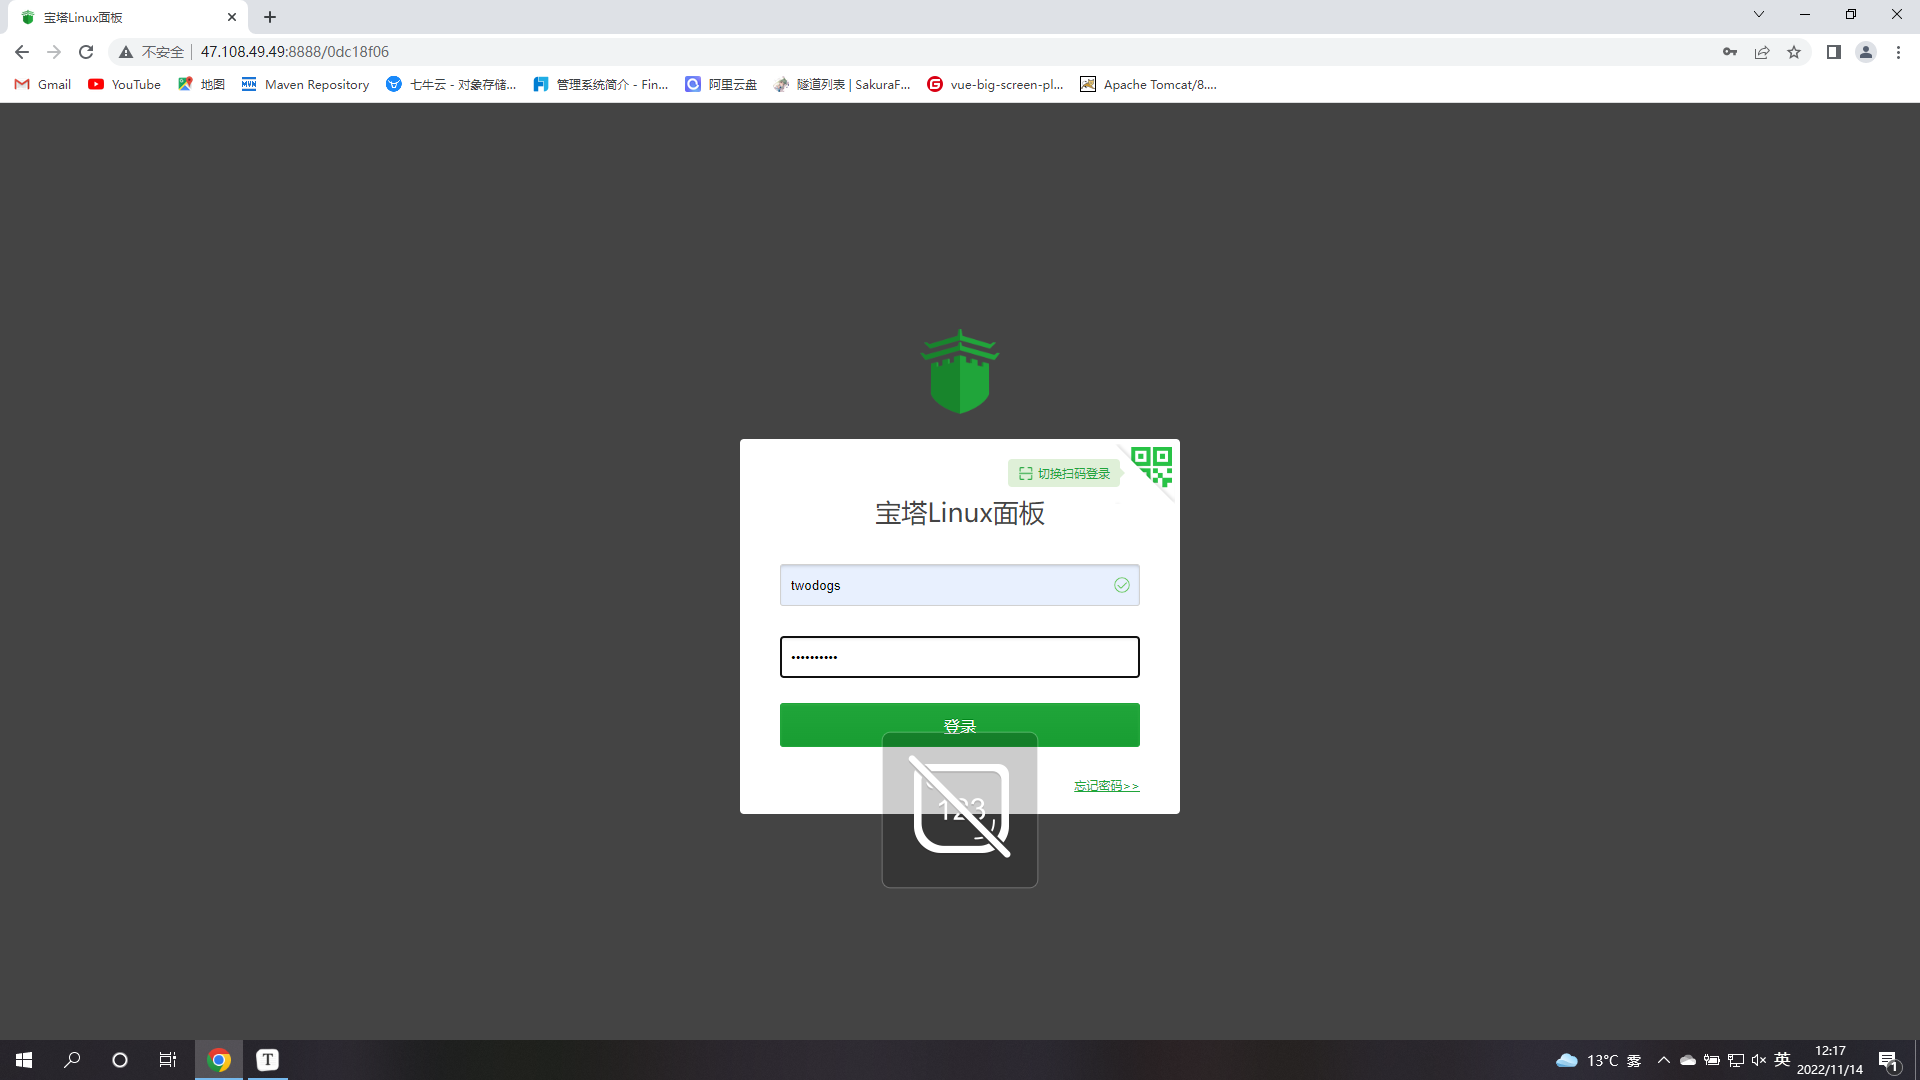 宝塔Linux面板
不安全
47.108.49.49:8888/0dc18f06
Gmail
YouTube
地图
Maven Repository
七牛云 - 对象存储...
管理系统简介 - Fin...
阿里云盘
隧道列表 | SakuraF...
vue-big-screen-pl...
Apache Tomcat/8....
切换扫码登录
宝塔Linux面板
twodogs
••••••••••
登录
忘记密码>>
123
T
13°C 雾
英
12:17
2022/11/14
1